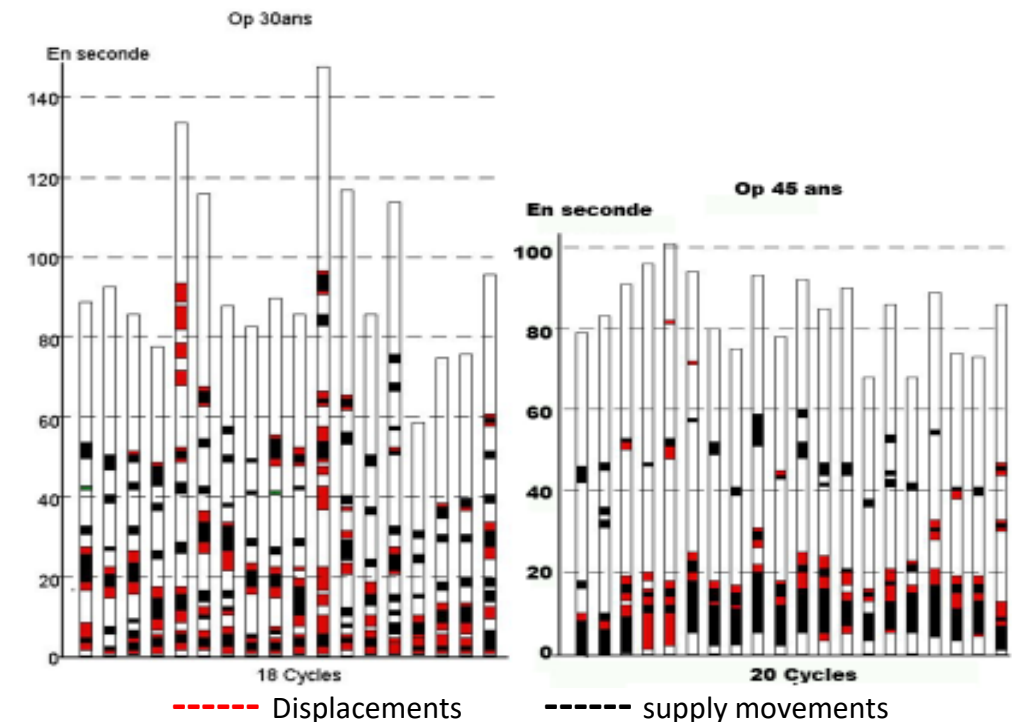 Op 30ans
En seconde
140
120
100
80
60
40
20
0
18 Cycles
Op 45 ans
En seconde
100
80
60
40
20
0
20 Cycles
Displacements
supply movements